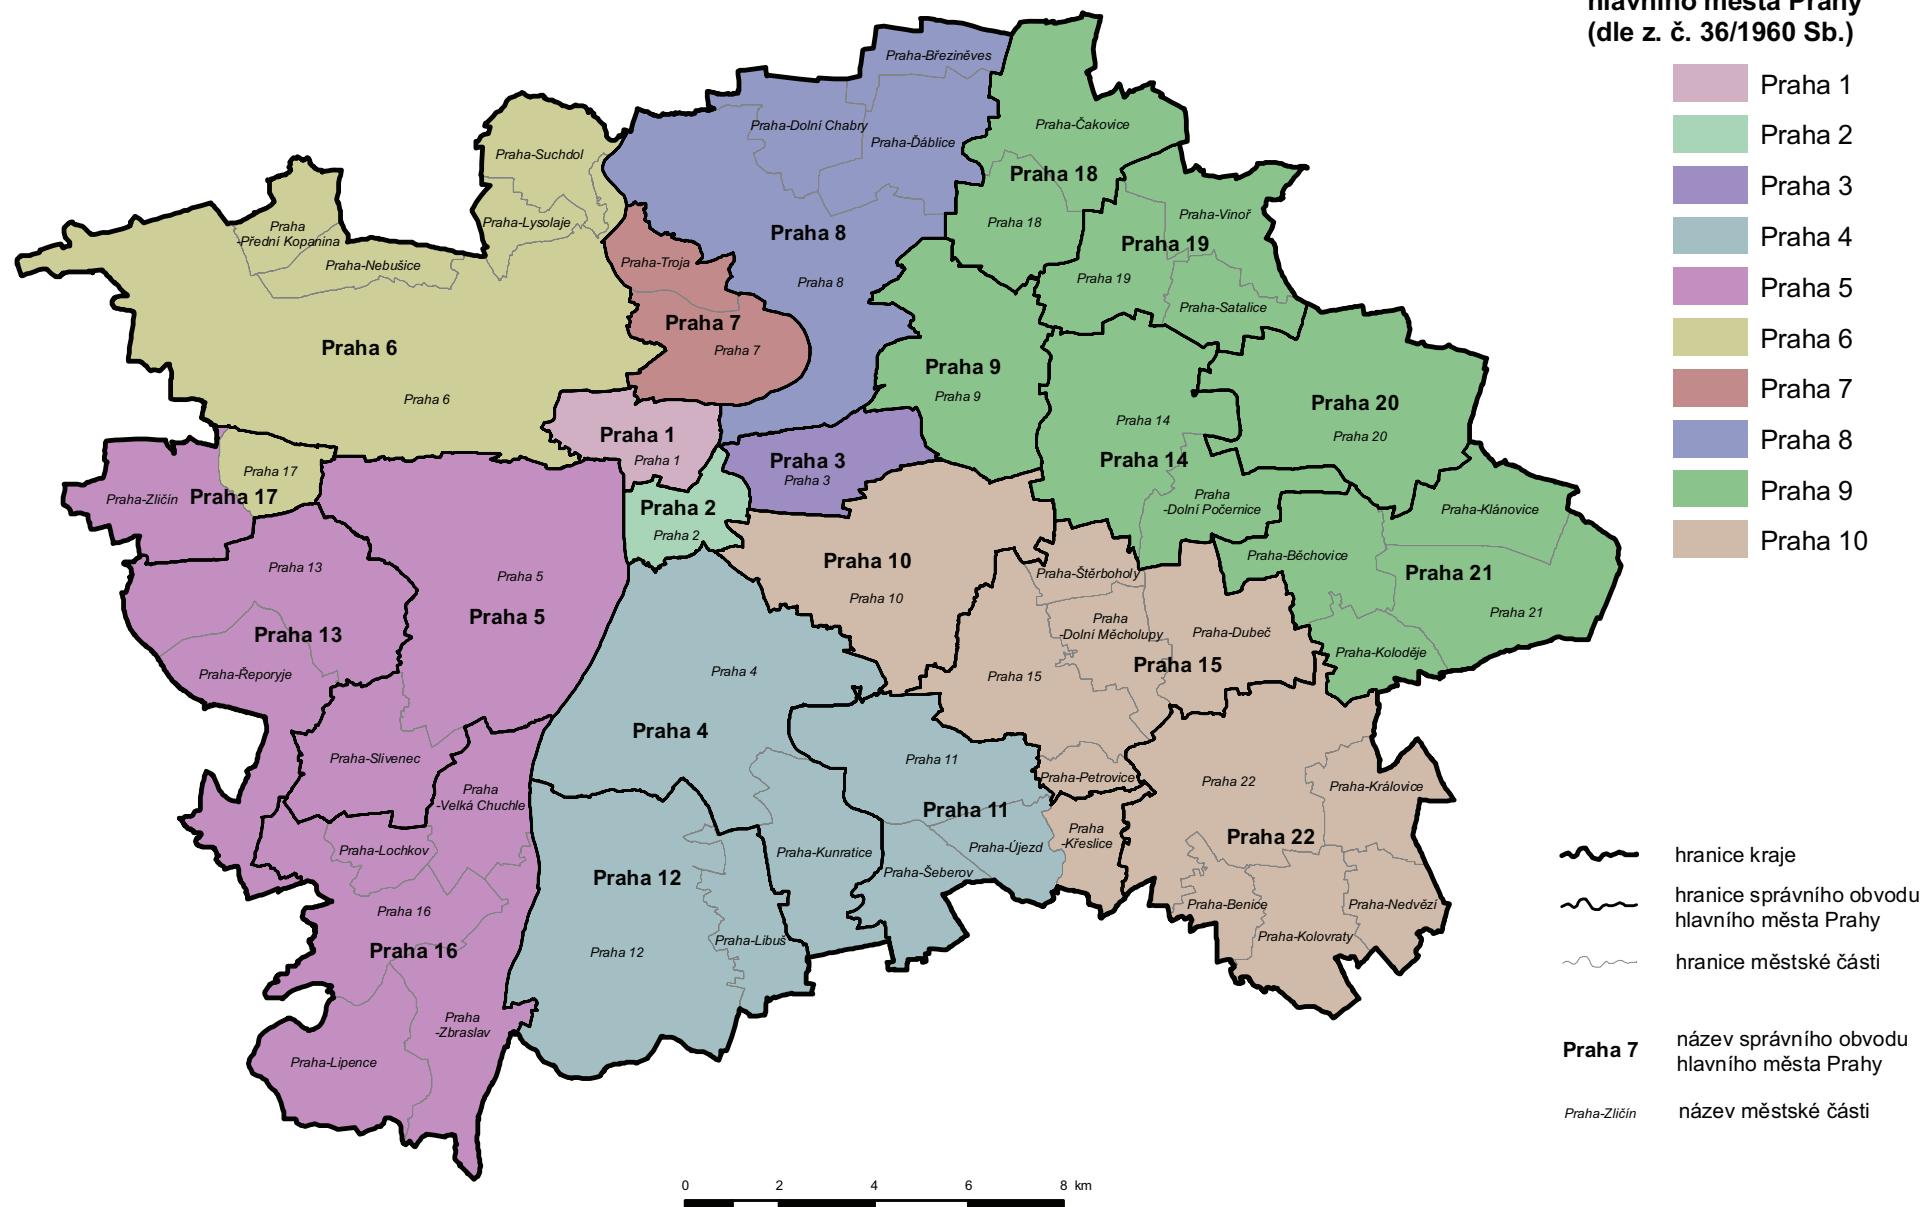 hlavního města Prahy
(dle z. č. 36/1960 Sb.)
Praha 1
Praha 2
Praha 3
Praha 4
Praha 5
Praha 6
Praha 7
Praha 8
Praha 9
Praha 10
Praha-Březiněves
Praha-Dolní Chabry
Praha-Ďáblice
Praha-Čakovice
Praha-Suchdol
Praha 18
Praha 18
Praha-Lysolaje
Praha
-Přední Kopanina
Praha-Nebušice
Praha-Vinoř
Praha 19
Praha 19
Praha-Satalice
Praha 8
Praha 8
Praha-Troja
Praha 7
Praha 7
Praha 6
Praha 6
Praha 9
Praha 9
Praha 20
Praha 20
Praha 14
Praha 14
Praha
-Dolní Počernice
Praha 1
Praha 1
Praha 3
Praha 3
Praha 2
Praha 2
Praha 17
Praha 17
Praha-Zličín
Praha-Klánovice
Praha-Běchovice
Praha 21
Praha 21
Praha-Koloděje
Praha 10
Praha 10
Praha-Štěrboholy
Praha
-Dolní Měcholupy
Praha-Dubeč
Praha 15
Praha 15
Praha-Petrovice
Praha 13
Praha 13
Praha-Řeporyje
Praha 5
Praha 5
Praha-Slivenec
Praha
-Velká Chuchle
Praha-Lochkov
Praha 16
Praha 16
Praha
-Zbraslav
Praha-Lipence
Praha 4
Praha 4
Praha 11
Praha 11
Praha-Újezd
Praha-Šeberov
Praha-Kunratice
Praha 12
Praha 12
Praha-Libuš
Praha
-Křeslice
Praha 22
Praha 22
Praha-Královice
Praha-Benice
Praha-Nedvězí
Praha-Kolovraty
hranice kraje
hranice správního obvodu
hlavního města Prahy
hranice městské části
Praha 7
název správního obvodu
hlavního města Prahy
Praha-Zličín
název městské části
0 2 4 6 8 km